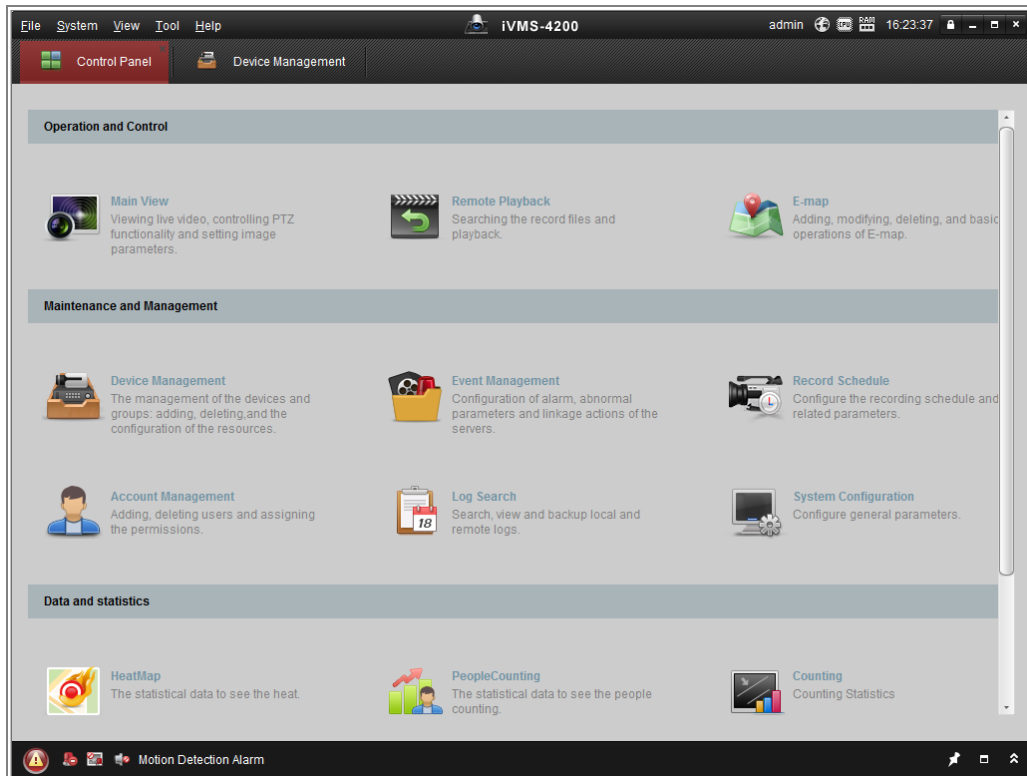 File System View Tool Help iVMS-4200 admin CPU RAM 16:23:37
Control Panel Device Management
Operation and Control
Main View
Viewing live video, controlling PTZ
functionality and setting image
parameters.
Remote Playback
Searching the record files and
playback.
E-map
Adding, modifying, deleting, and basic
operations of E-map.
Maintenance and Management
Device Management
The management of the devices and
groups: adding, deleting,and the
configuration of the resources.
Event Management
Configuration of alarm, abnormal
parameters and linkage actions of the
servers.
Record Schedule
Configure the recording schedule and
related parameters.
Account Management
Adding, deleting users and assigning
the permissions.
18
Log Search
Search, view and backup local and
remote logs.
System Configuration
Configure general parameters.
Data and statistics
HeatMap
The statistical data to see the heat.
PeopleCounting
The statistical data to see the people
counting.
Counting
Counting Statistics
Motion Detection Alarm